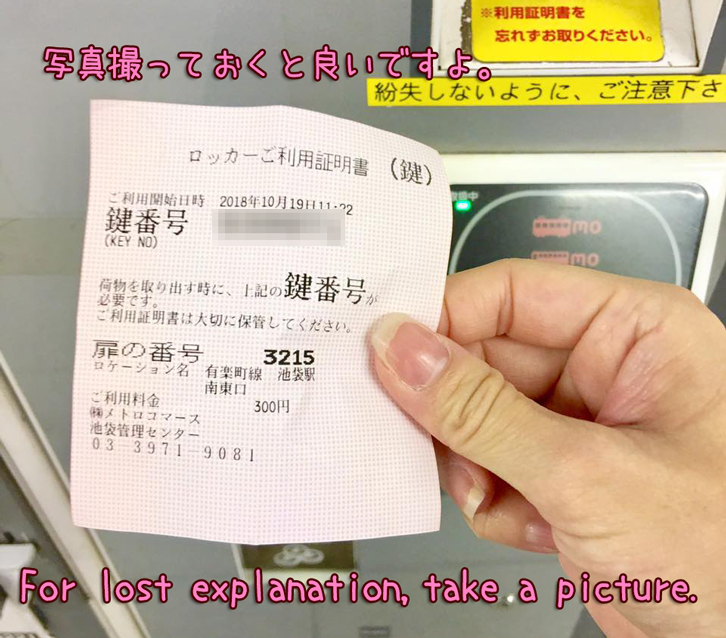 ※利用証明書を
忘れずお取りください。
写真撮っておくと良いですよ。
紛失しないように、ご注意下さ
ロッカーご利用証明書 (鍵)
ご利用開始日時 2018年10月19日11:22
鍵番号
(KEY NO)
荷物を取り出す時に、上記の鍵番号が
必要です。
ご利用証明書は大切に保管してください。
扉の番号 3215
ロケーション名 有楽町線 池袋駅
南東口
ご利用料金 300円
㈱メトロコマース
池袋管理センター
03-3971-9081
mo
mo
For lost explanation, take a picture.